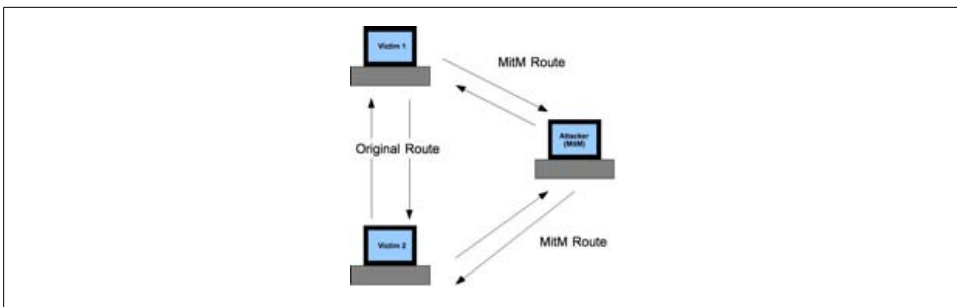 Victim 1
MitM Route
Attacker
(MitM)
Original Route
Victim 2
MitM Route